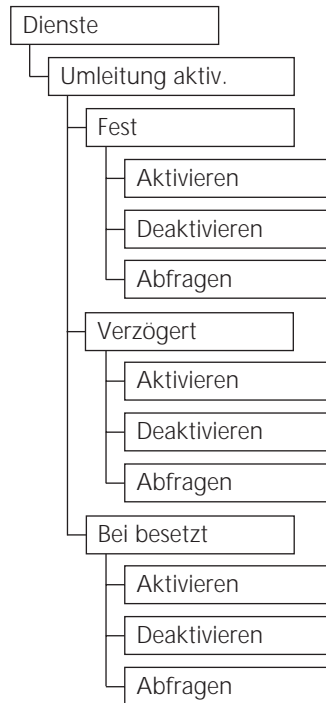 Dienste
Umleitung aktiv.
Fest
Aktivieren
Deaktivieren
Abfragen
Verzögert
Aktivieren
Deaktivieren
Abfragen
Bei besetzt
Aktivieren
Deaktivieren
Abfragen